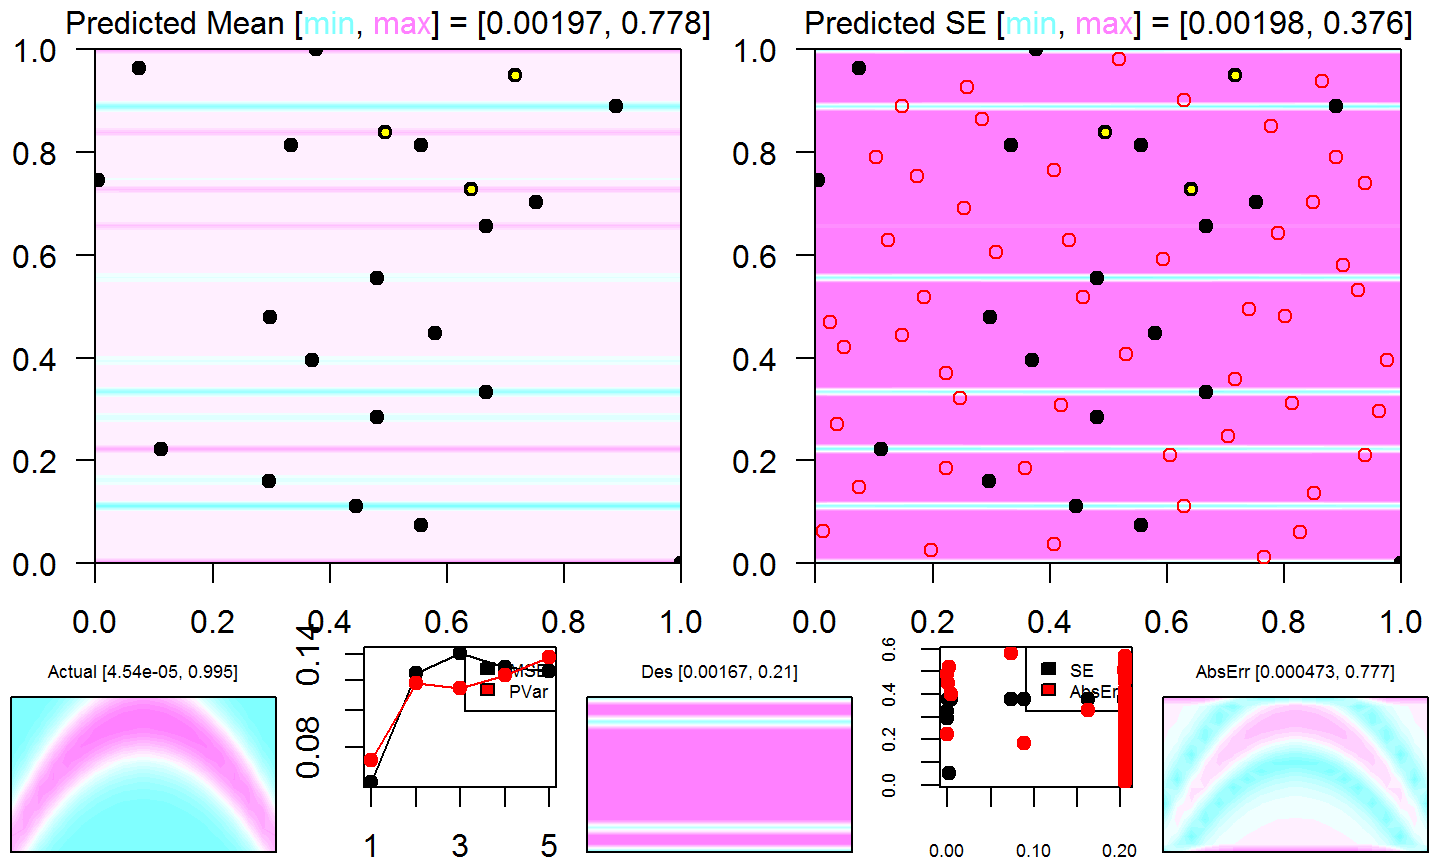 Predicted Mean [min, max] = [0.00197, 0.778]
Predicted SE [min, max] = [0.00198, 0.376]
1.0
0.8
0.6
0.4
0.2
0.0
0.0 0.2 0.4 0.6 0.8 1.0
1.0
0.8
0.6
0.4
0.2
0.0
0.0 0.2 0.4 0.6 0.8 1.0
Actual [4.54e-05, 0.995]
0.14
0.08
MSE
PVar
1 3 5
Des [0.00167, 0.21]
0.6
0.4
0.2
0.0
SE
AbsErr
0.00 0.10 0.20
AbsErr [0.000473, 0.777]